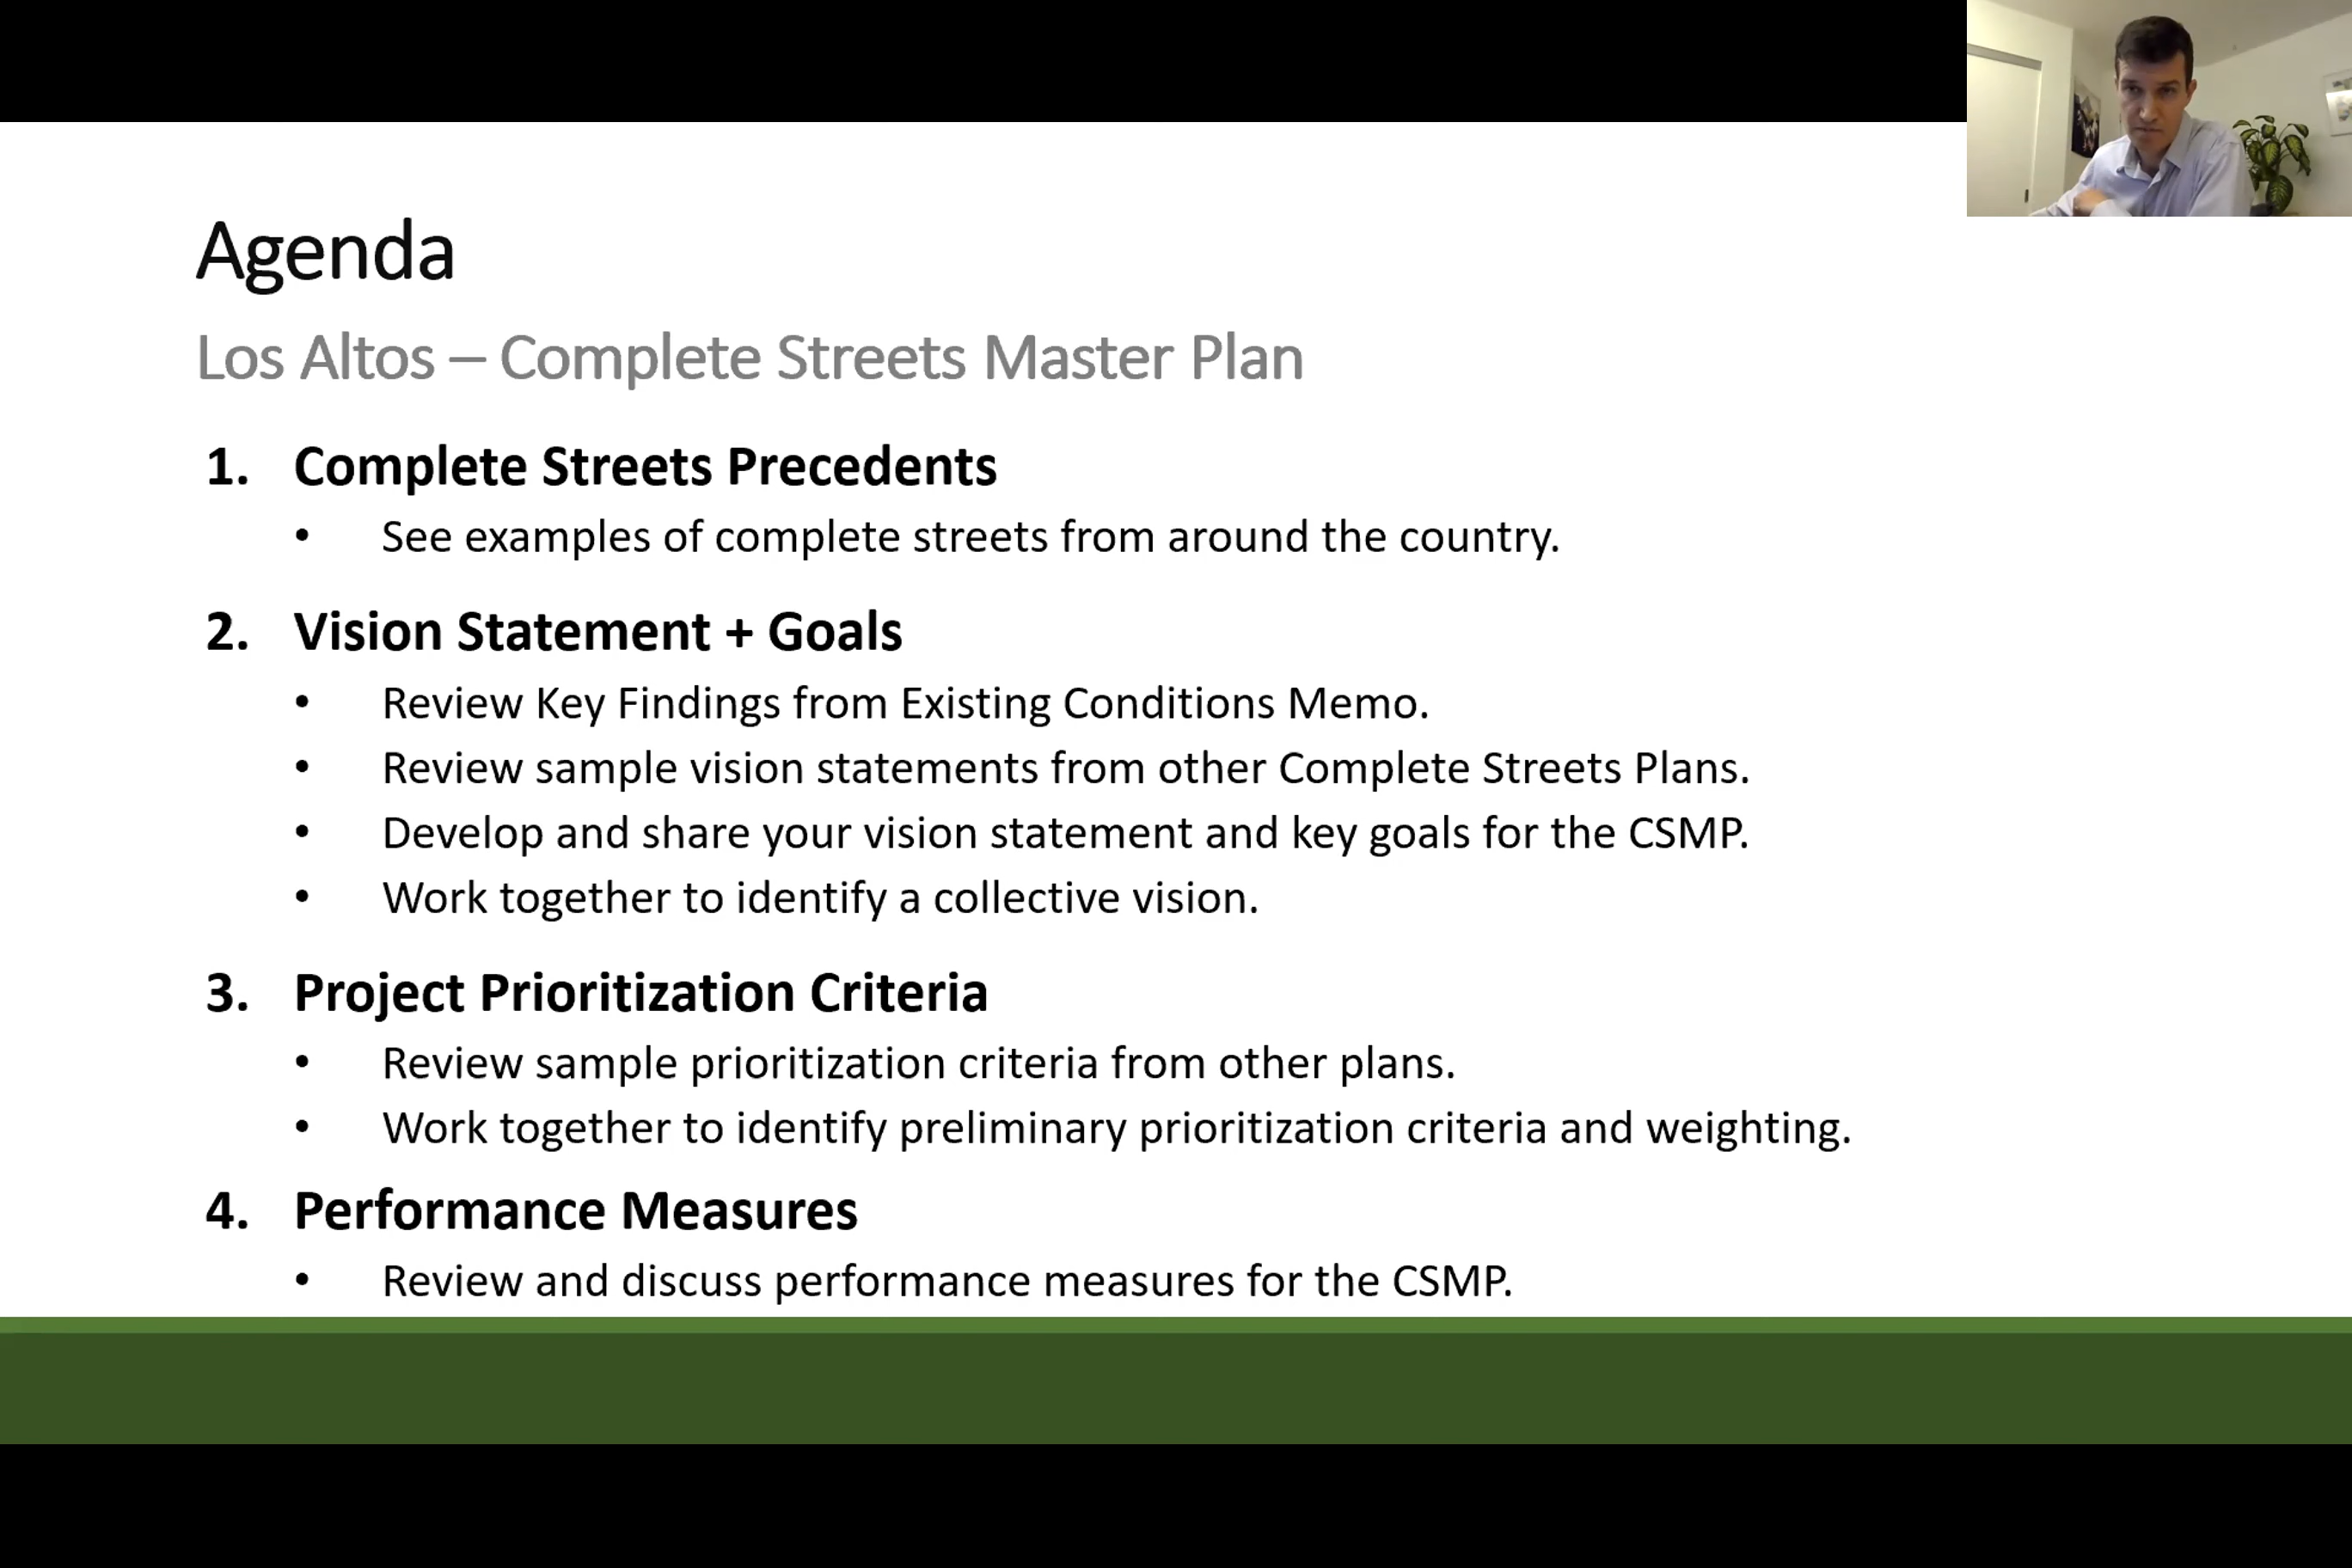 Agenda
Los Altos – Complete Streets Master Plan
1. Complete Streets Precedents
• See examples of complete streets from around the country.
2. Vision Statement + Goals
• Review Key Findings from Existing Conditions Memo.
• Review sample vision statements from other Complete Streets Plans.
• Develop and share your vision statement and key goals for the CSMP.
• Work together to identify a collective vision.
3. Project Prioritization Criteria
• Review sample prioritization criteria from other plans.
• Work together to identify preliminary prioritization criteria and weighting.
4. Performance Measures
• Review and discuss performance measures for the CSMP.